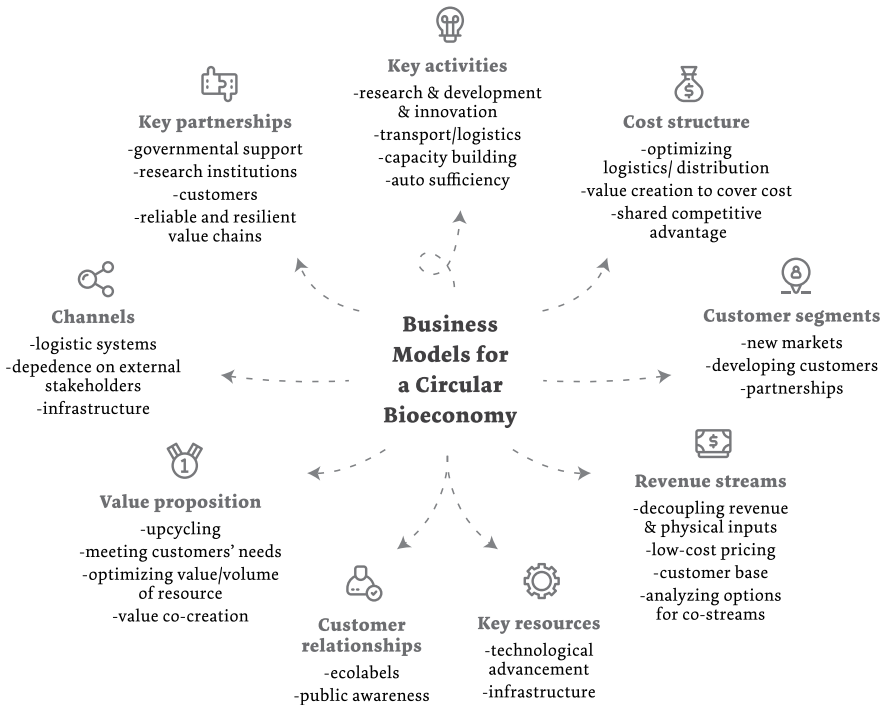 Key activities
-research & development
& innovation
-transport/logistics
-capacity building
-auto sufficiency
Key partnerships
-governmental support
-research institutions
-customers
-reliable and resilient
value chains
Cost structure
-optimizing
logistics/ distribution
-value creation to cover cost
-shared competitive
advantage
Channels
-logistic systems
-depedence on external
stakeholders
-infrastructure
Business
Models for
a Circular
Bioeconomy
Customer segments
-new markets
-developing customers
-partnerships
Value proposition
-upcycling
-meeting customers' needs
-optimizing value/volume
of resource
-value co-creation
Revenue streams
-decoupling revenue
& physical inputs
-low-cost pricing
-customer base
-analyzing options
for co-streams
Customer
relationships
-ecolabels
-public awareness
Key resources
-technological
advancement
-infrastructure
$
$
1